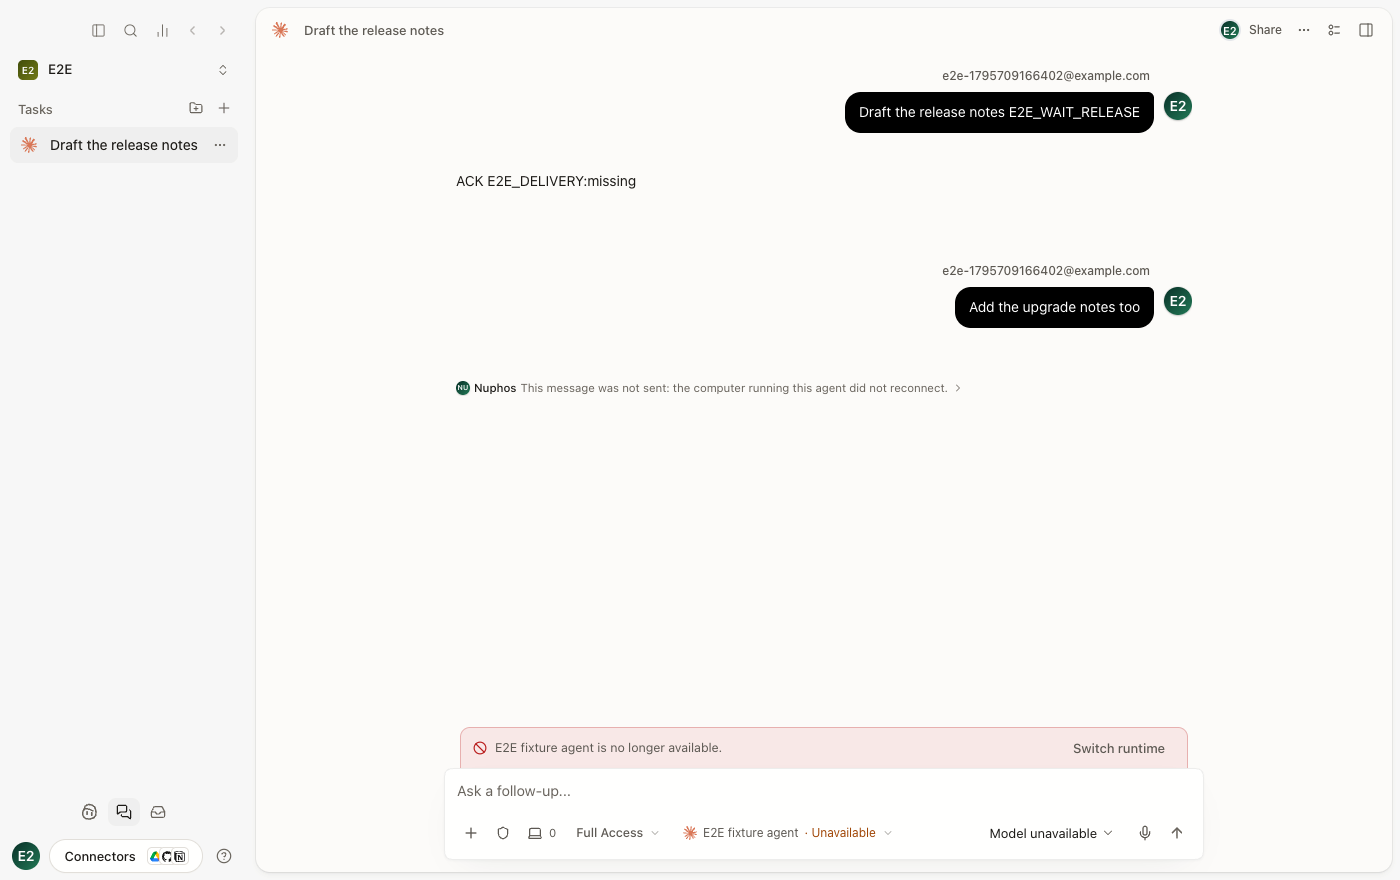 Draft the release notes
E2 Share
E2 E2E
Tasks
Draft the release notes
e2e-1795709166402@example.com
Draft the release notes E2E_WAIT_RELEASE
E2
ACK E2E_DELIVERY:missing
e2e-1795709166402@example.com
Add the upgrade notes too
E2
NU Nuphos This message was not sent: the computer running this agent did not reconnect.
E2E fixture agent is no longer available. Switch runtime
Ask a follow-up...
0 Full Access E2E fixture agent · Unavailable Model unavailable
E2 Connectors